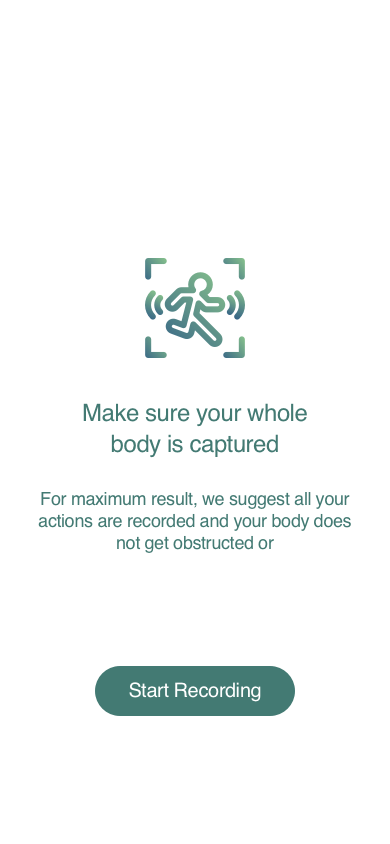 Make sure your whole
body is captured
For maximum result, we suggest all your
actions are recorded and your body does
not get obstructed or
Start Recording